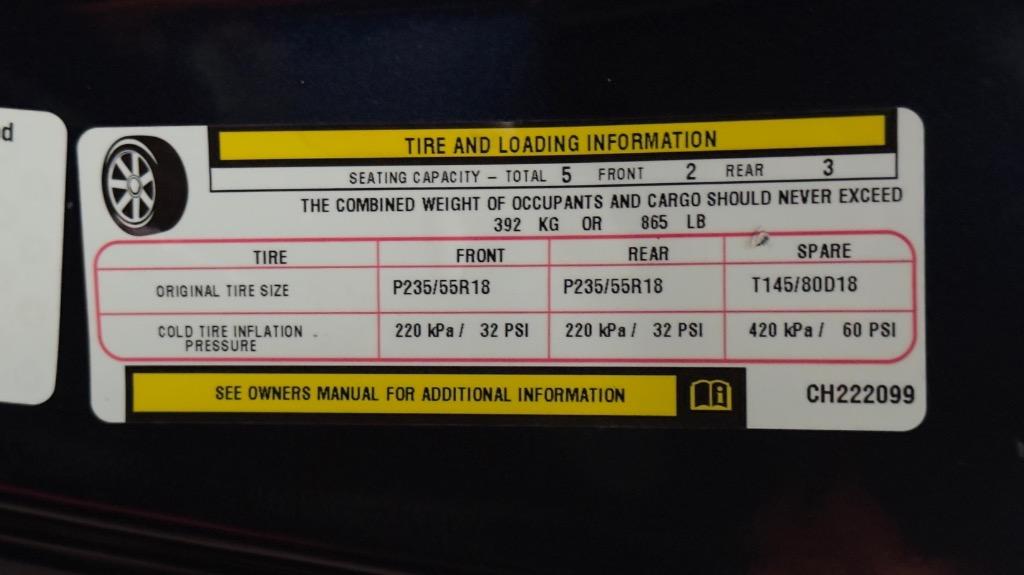 d
TIRE AND LOADING INFORMATION
SEATING CAPACITY – TOTAL 5 FRONT 2 REAR 3
THE COMBINED WEIGHT OF OCCUPANTS AND CARGO SHOULD NEVER EXCEED
392 KG OR 865 LB
TIRE FRONT REAR SPARE
ORIGINAL TIRE SIZE P235/55R18 P235/55R18 T145/80D18
COLD TIRE INFLATION 220 kPa / 32 PSI 220 kPa / 32 PSI 420 kPa / 60 PSI
PRESSURE
SEE OWNERS MANUAL FOR ADDITIONAL INFORMATION
CH222099